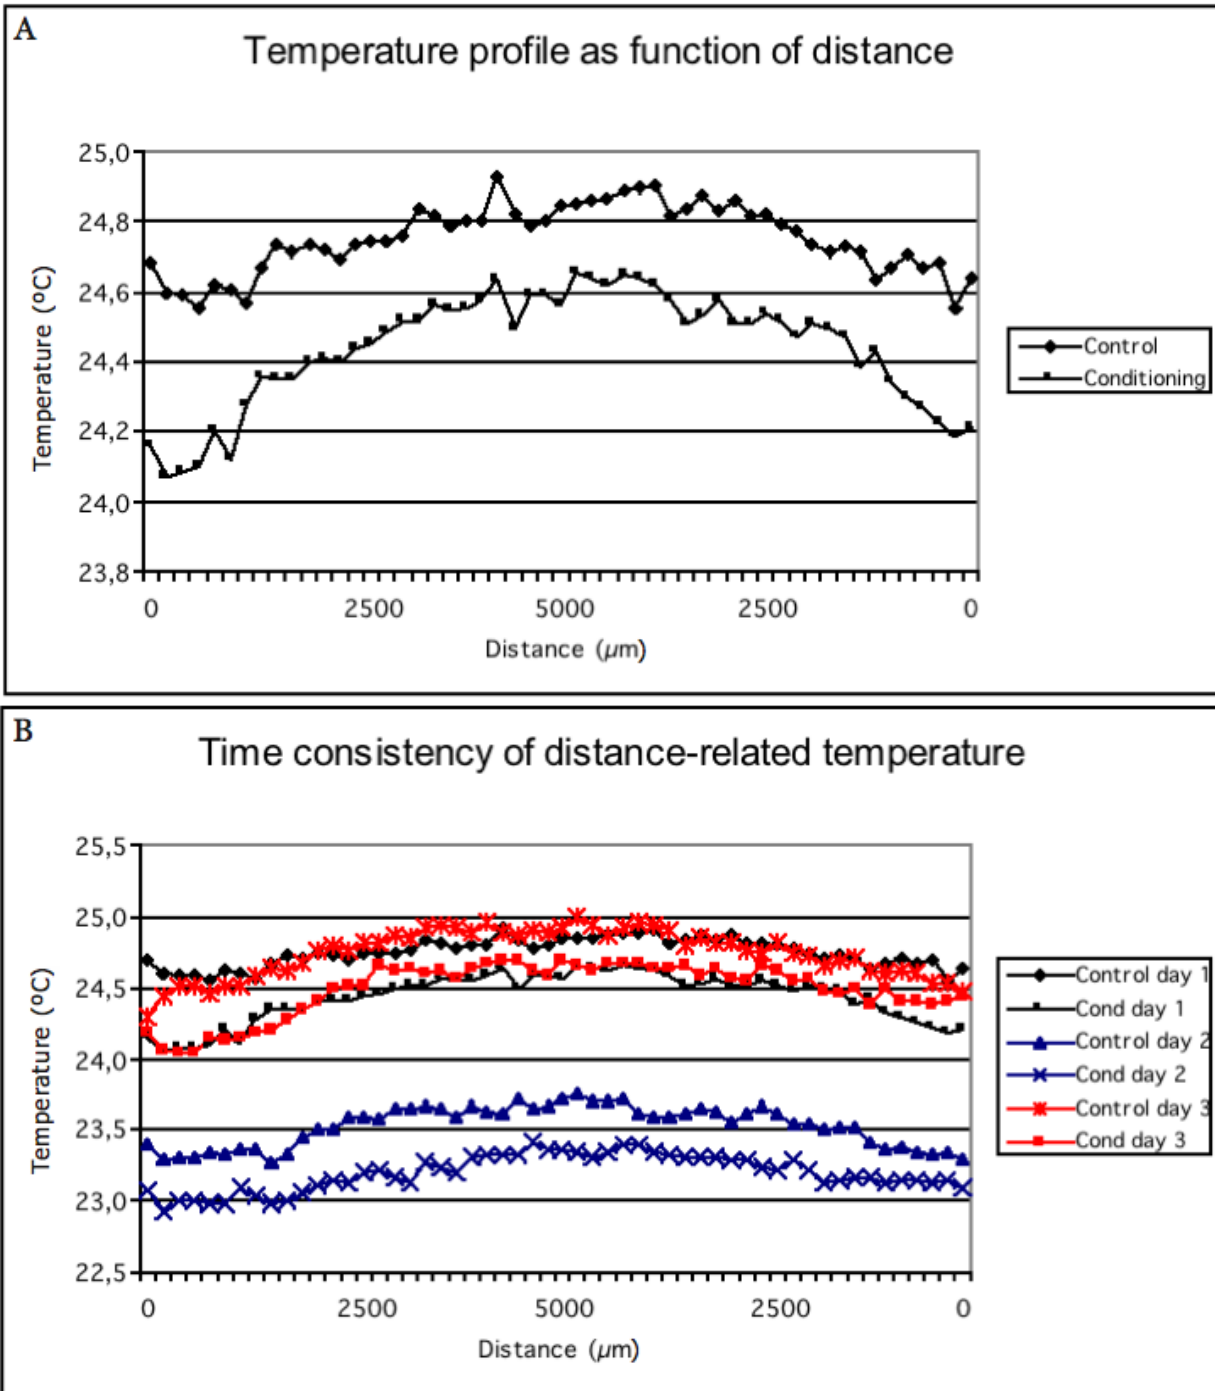 A
Temperature profile as function of distance
25,0
24,8
24,6
24,4
24,2
24,0
23,8
Temperature (ºC)
0 2500 5000 2500 0
Distance (µm)
Control
Conditioning
B
Time consistency of distance-related temperature
25,5
25,0
24,5
24,0
23,5
23,0
22,5
Temperature (ºC)
0 2500 5000 2500 0
Distance (µm)
Control day 1
Cond day 1
Control day 2
Cond day 2
Control day 3
Cond day 3